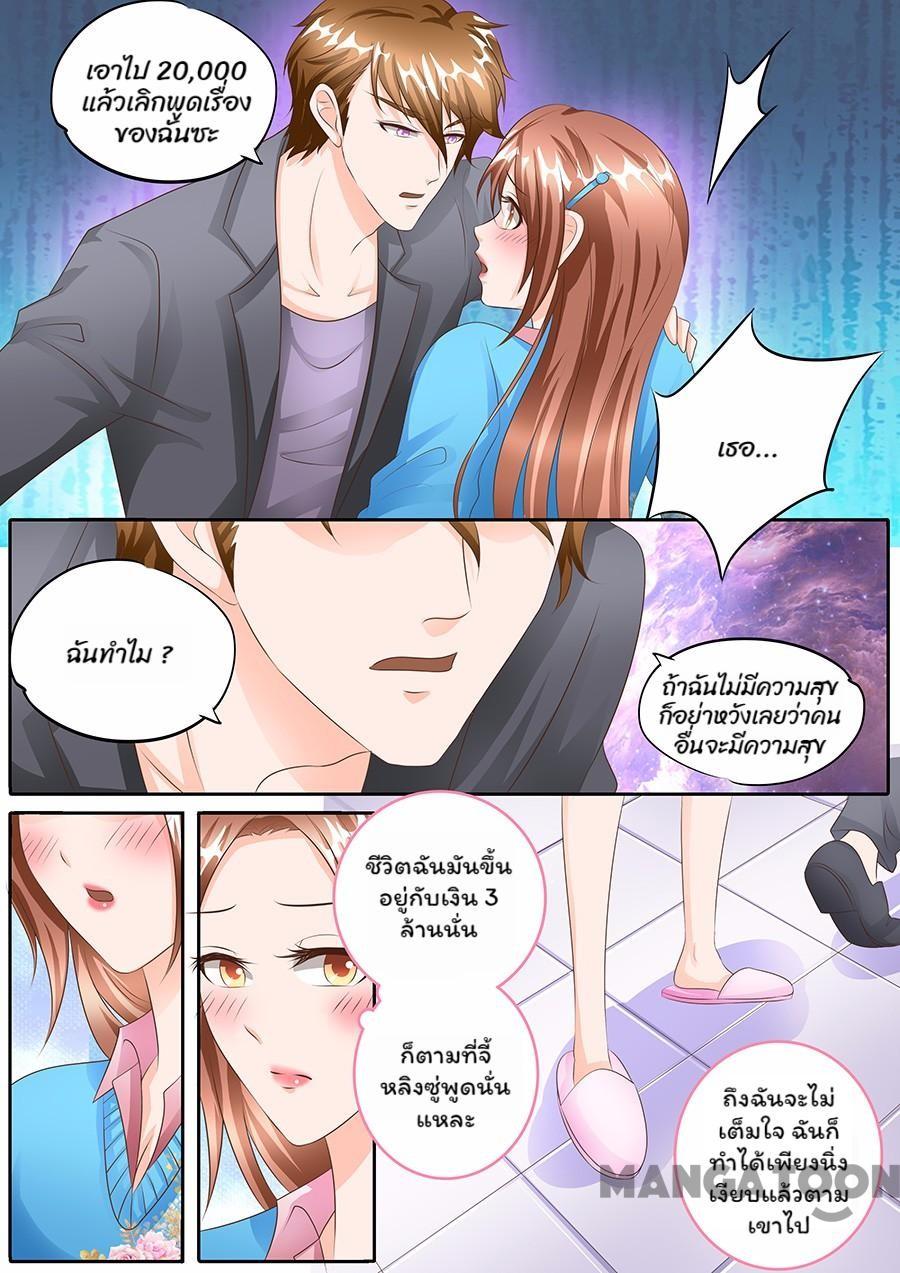 เอาไป 20,000
แล้วเลิกพูดเรื่อง
ของฉันซะ
เธอ...
ฉันทำไม ?
ถ้าฉันไม่มีความสุข
ก็อย่าหวังเลยว่าคน
อื่นจะมีความสุข
ชีวิตฉันมันขึ้น
อยู่กับเงิน 3
ล้านนั่น
ก็ตามที่จี้
หลิงซู่พูดนั่น
แหละ
ถึงฉันจะไม่
เต็มใจ ฉันก็
ทำได้เพียงนิ่ง
เงียบแล้วตาม
เขาไป
MANGATOON